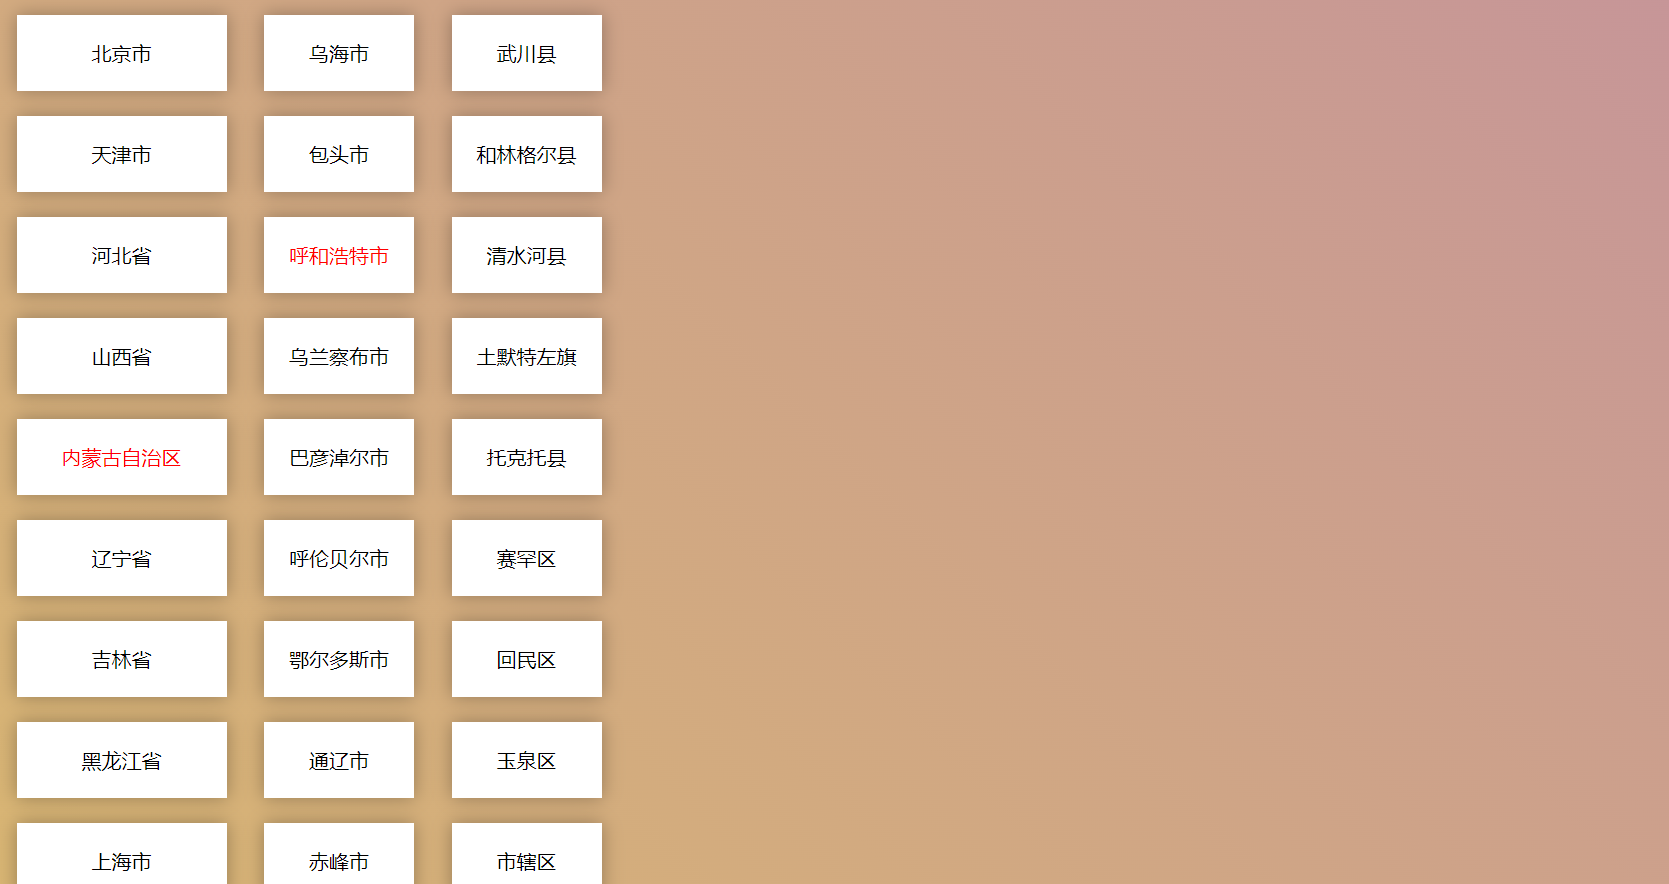 北京市
乌海市
武川县
天津市
包头市
和林格尔县
河北省
呼和浩特市
清水河县
山西省
乌兰察布市
土默特左旗
内蒙古自治区
巴彦淖尔市
托克托县
辽宁省
呼伦贝尔市
赛罕区
吉林省
鄂尔多斯市
回民区
黑龙江省
通辽市
玉泉区
上海市
赤峰市
市辖区